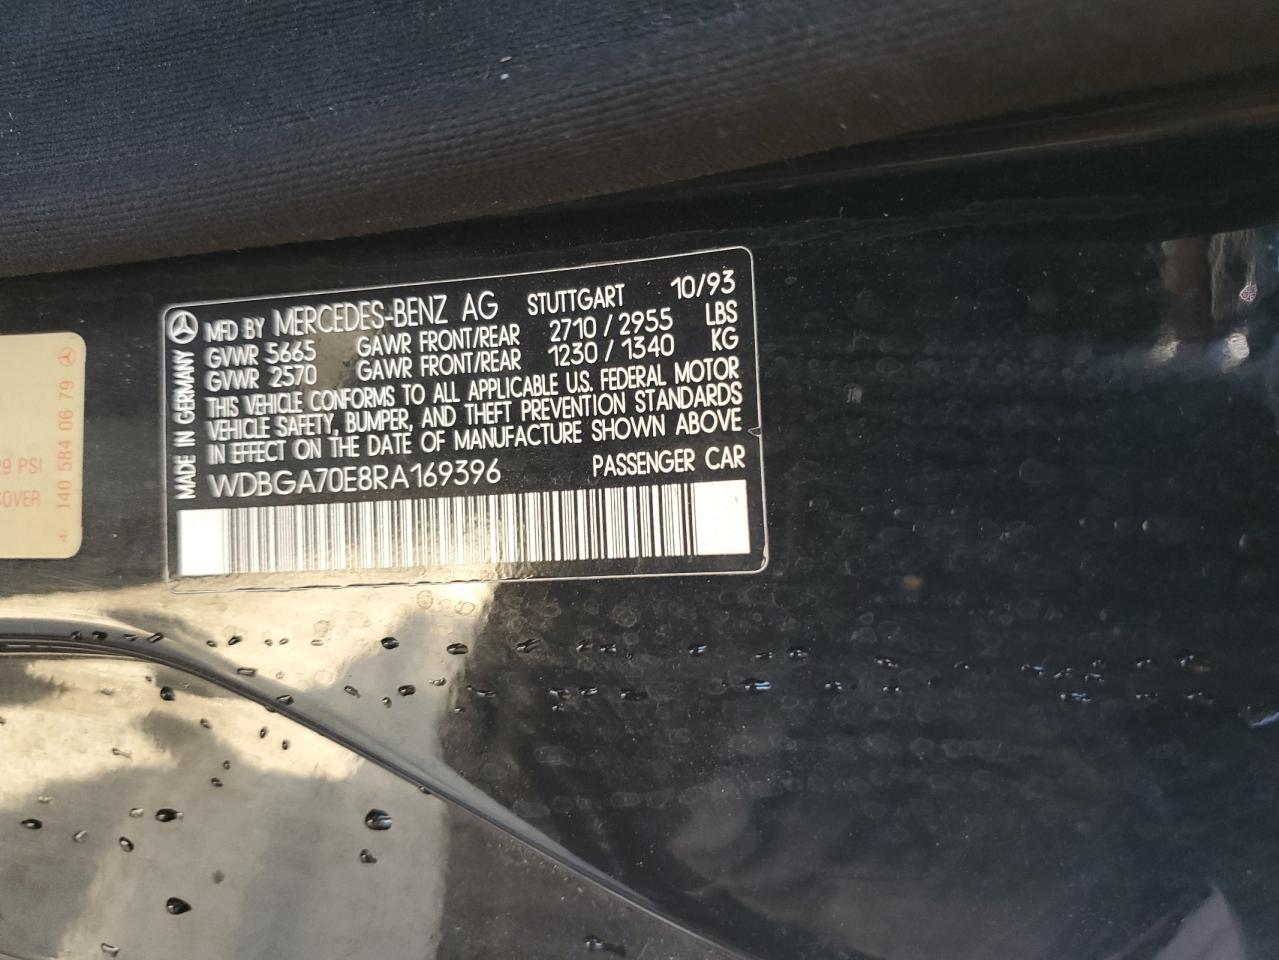 MFD BY MERCEDES-BENZ AG STUTTGART 10/93
GVWR 5665 GAWR FRONT/REAR 2710 / 2955 LBS
GVWR 2570 GAWR FRONT/REAR 1230 / 1340 KG
THIS VEHICLE CONFORMS TO ALL APPLICABLE U.S. FEDERAL MOTOR
VEHICLE SAFETY, BUMPER, AND THEFT PREVENTION STANDARDS
IN EFFECT ON THE DATE OF MANUFACTURE SHOWN ABOVE
WDBGA70E8RA169396 PASSENGER CAR
MADE IN GERMANY
29 PSI
COVER
A 140 584 06 79